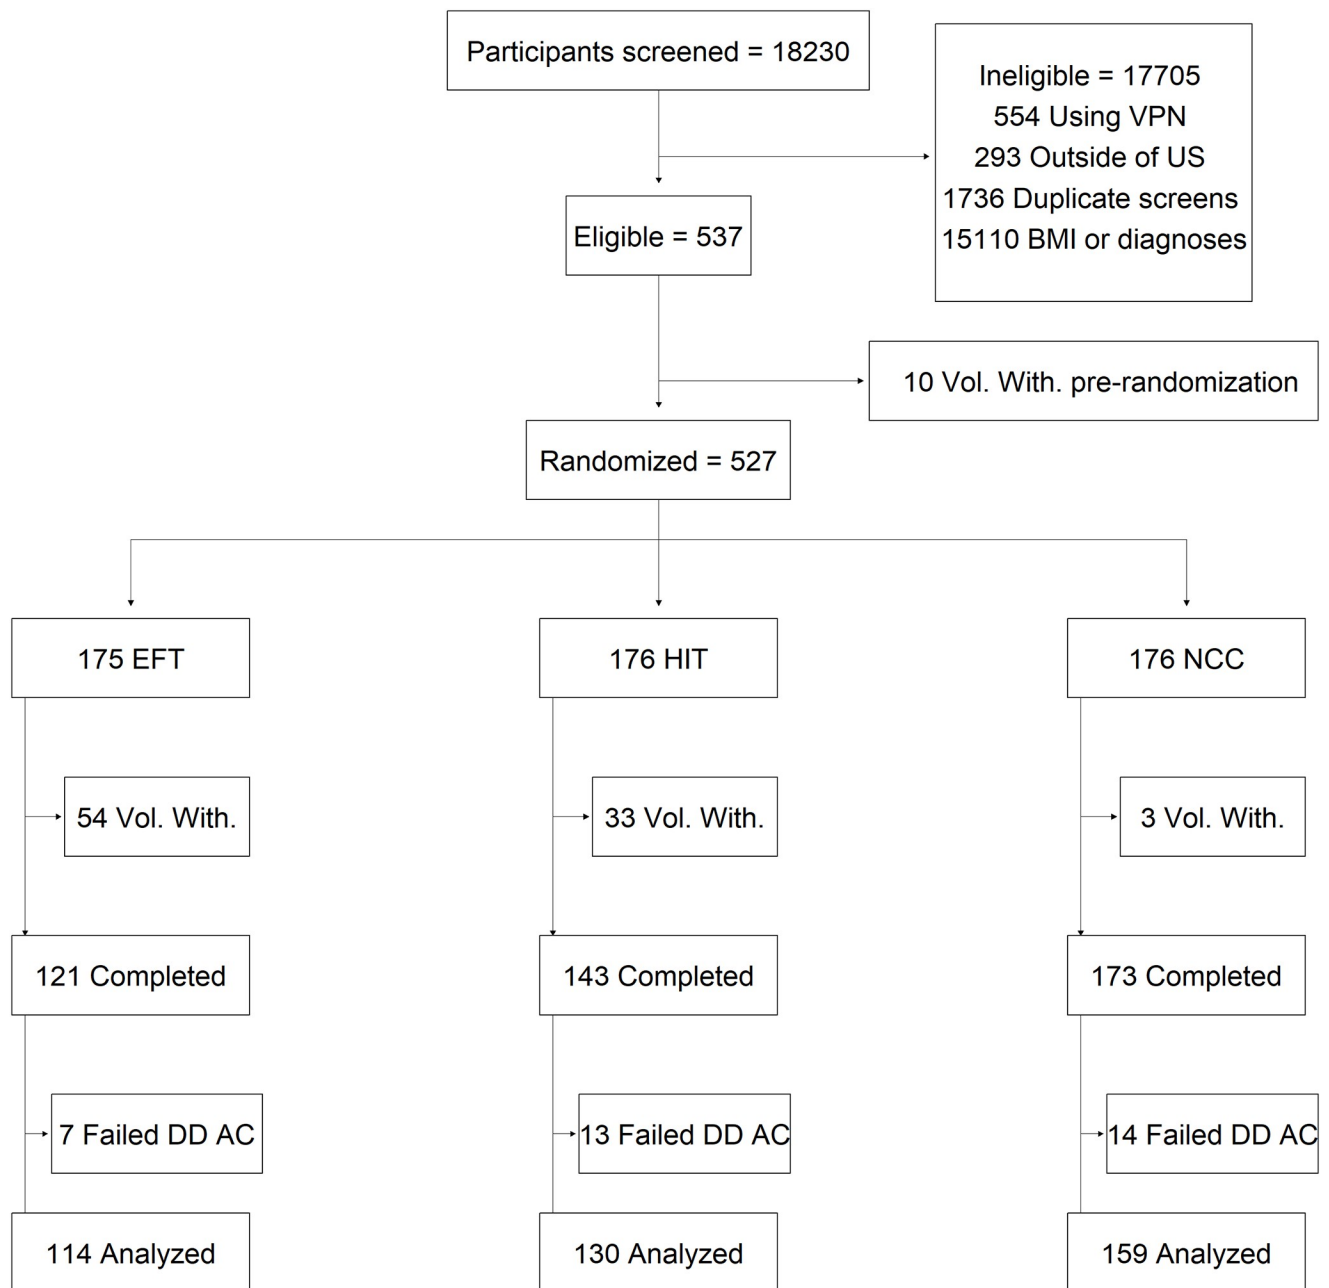 Participants screened = 18230
Ineligible = 17705
554 Using VPN
293 Outside of US
1736 Duplicate screens
15110 BMI or diagnoses
Eligible = 537
10 Vol. With. pre-randomization
Randomized = 527
175 EFT
176 HIT
176 NCC
54 Vol. With.
33 Vol. With.
3 Vol. With.
121 Completed
143 Completed
173 Completed
7 Failed DD AC
13 Failed DD AC
14 Failed DD AC
114 Analyzed
130 Analyzed
159 Analyzed